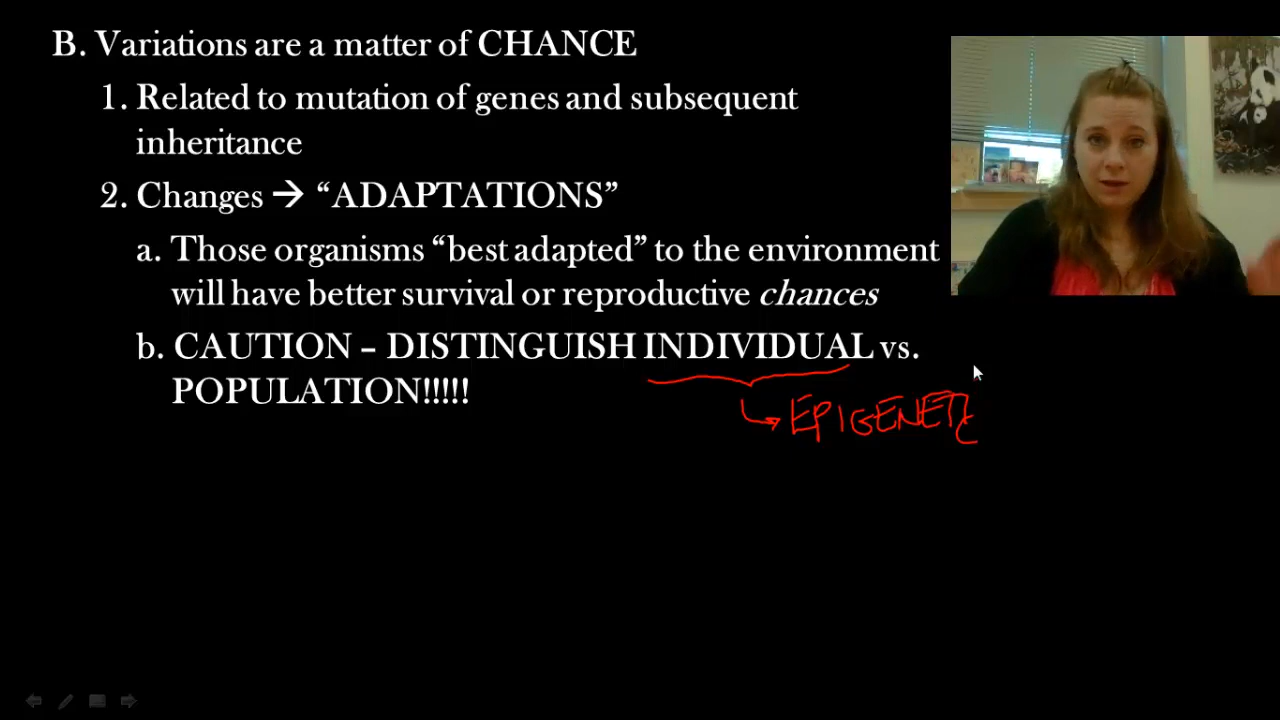 B. Variations are a matter of CHANCE
1. Related to mutation of genes and subsequent
inheritance
2. Changes → “ADAPTATIONS”
a. Those organisms “best adapted” to the environment
will have better survival or reproductive chances
b. CAUTION – DISTINGUISH INDIVIDUAL vs.
POPULATION!!!!!
EPIGENETIC